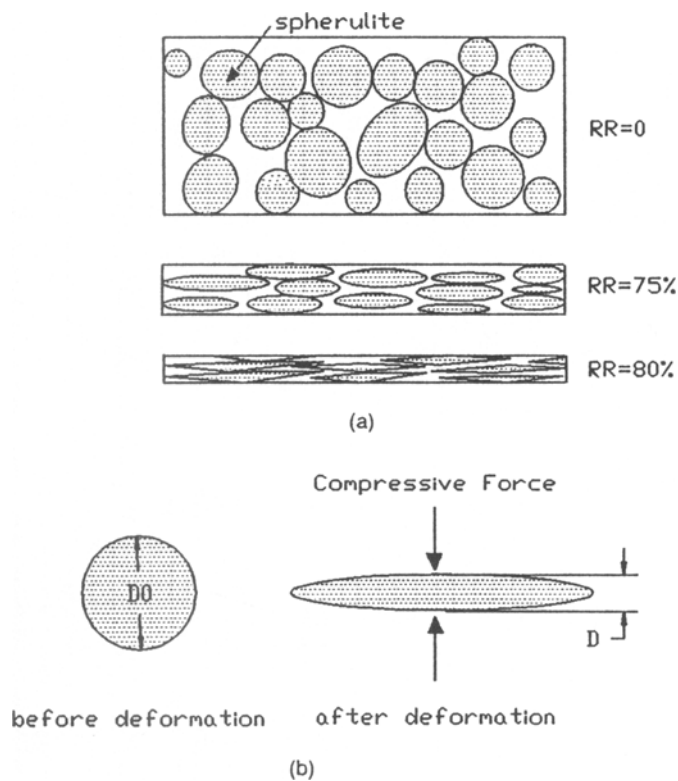 spherulite
RR=0
RR=75%
RR=80%
(a)
Compressive Force
D0
D
before deformation
after deformation
(b)